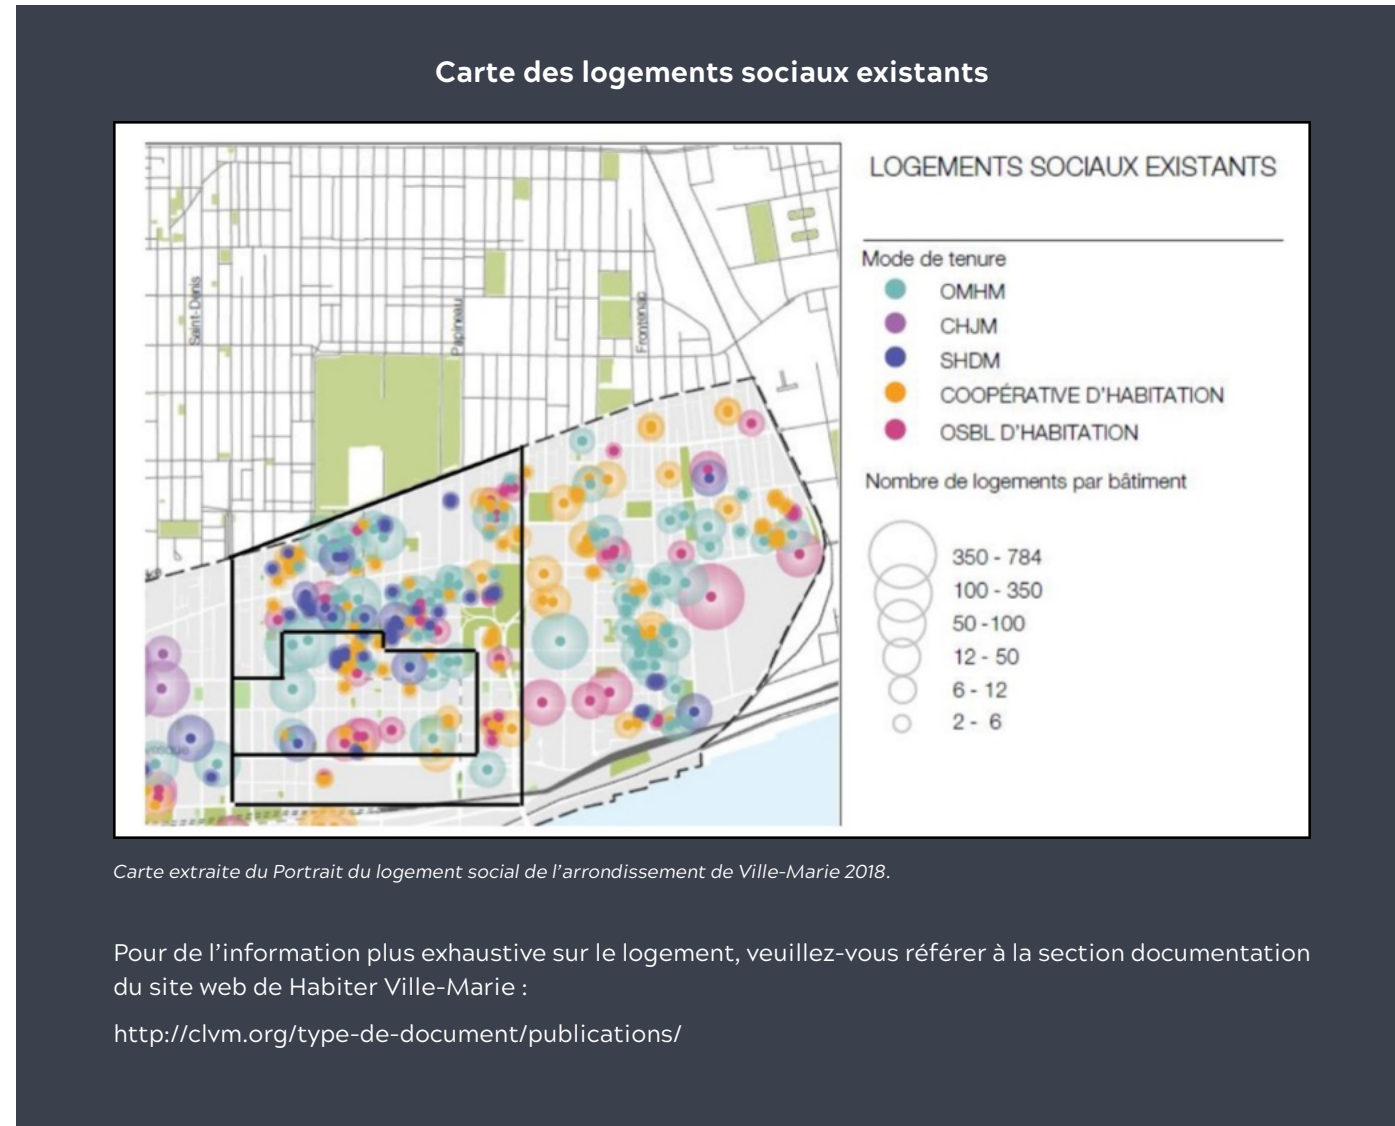 Carte des logements sociaux existants
LOGEMENTS SOCIAUX EXISTANTS
Mode de tenure
OMHM
CHJM
SHDM
COOPÉRATIVE D'HABITATION
OSBL D'HABITATION
Nombre de logements par bâtiment
350 - 784
100 - 350
50 -100
12 - 50
6 - 12
2 - 6
Saint-Denis
Papineau
Frontenac
Carte extraite du Portrait du logement social de l'arrondissement de Ville-Marie 2018.
Pour de l'information plus exhaustive sur le logement, veuillez-vous référer à la section documentation
du site web de Habiter Ville-Marie :
http://clvm.org/type-de-document/publications/